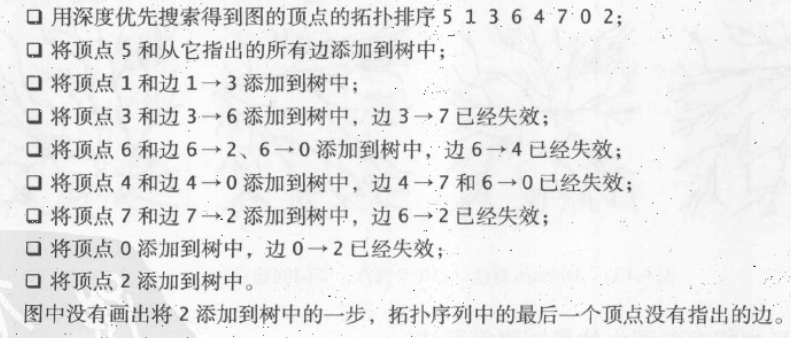 ❑ 用深度优先搜索得到图的顶点的拓扑排序 5 1 3 6 4 7 0 2;
❑ 将顶点 5 和从它指出的所有边添加到树中;
❑ 将顶点 1 和边 1→3 添加到树中;
❑ 将顶点 3 和边 3→6 添加到树中,边 3→7 已经失效;
❑ 将顶点 6 和边 6→2、6→0 添加到树中,边 6→4 已经失效;
❑ 将顶点 4 和边 4→0 添加到树中,边 4→7 和 6→0 已经失效;
❑ 将顶点 7 和边 7→2 添加到树中,边 6→2 已经失效;
❑ 将顶点 0 添加到树中,边 0→2 已经失效;
❑ 将顶点 2 添加到树中。
图中没有画出将 2 添加到树中的一步,拓扑序列中的最后一个顶点没有指出的边。